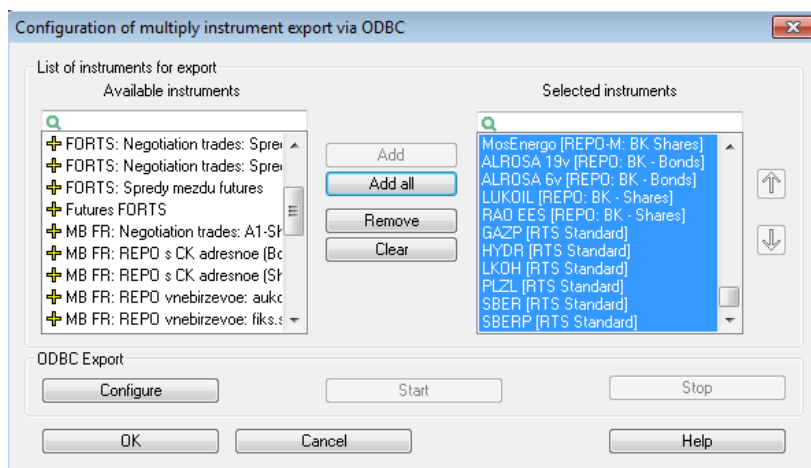 Configuration of multiply instrument export via ODBC
List of instruments for export
Available instruments
FORTS: Negotiation trades: Spre
FORTS: Negotiation trades: Spre
FORTS: Spredy mezdu futures
Futures FORTS
MB FR: Negotiation trades: A1-Sh
MB FR: REPO s CK adresnoe (Bo
MB FR: REPO s CK adresnoe (Sh
MB FR: REPO vnebirzevoe: aukc
MB FR: REPO vnebirzevoe: fiks.s
Add
Add all
Remove
Clear
Selected instruments
MosEnergo [REPO-M: BK Shares]
ALROSA 19v [REPO: BK - Bonds]
ALROSA 6v [REPO: BK - Bonds]
LUKOIL [REPO: BK - Shares]
RAO EES [REPO: BK - Shares]
GAZP [RTS Standard]
HYDR [RTS Standard]
LKOH [RTS Standard]
PLZL [RTS Standard]
SBER [RTS Standard]
SBERP [RTS Standard]
ODBC Export
Configure
Start
Stop
OK
Cancel
Help